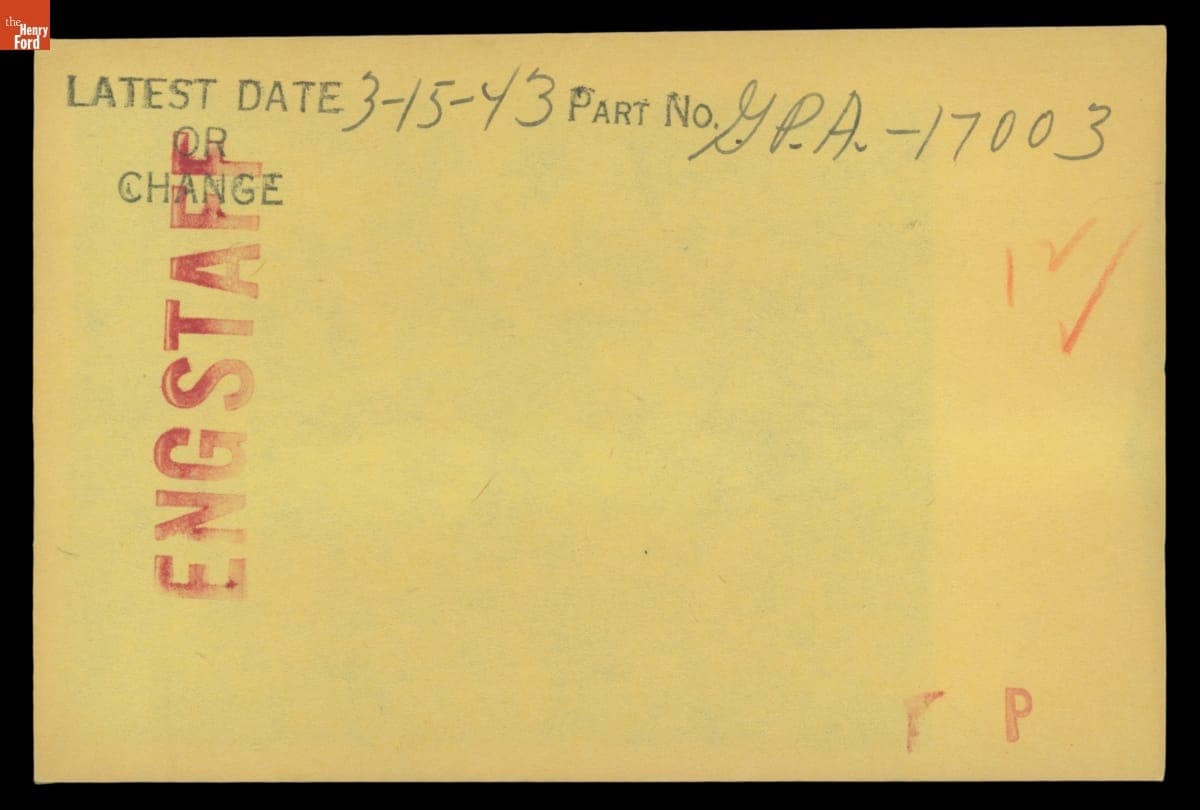 the
Henry
Ford
LATEST DATE 3-15-43 PART NO. G.P.A.-17003
OR
CHANGE
ENGSTAFF
P